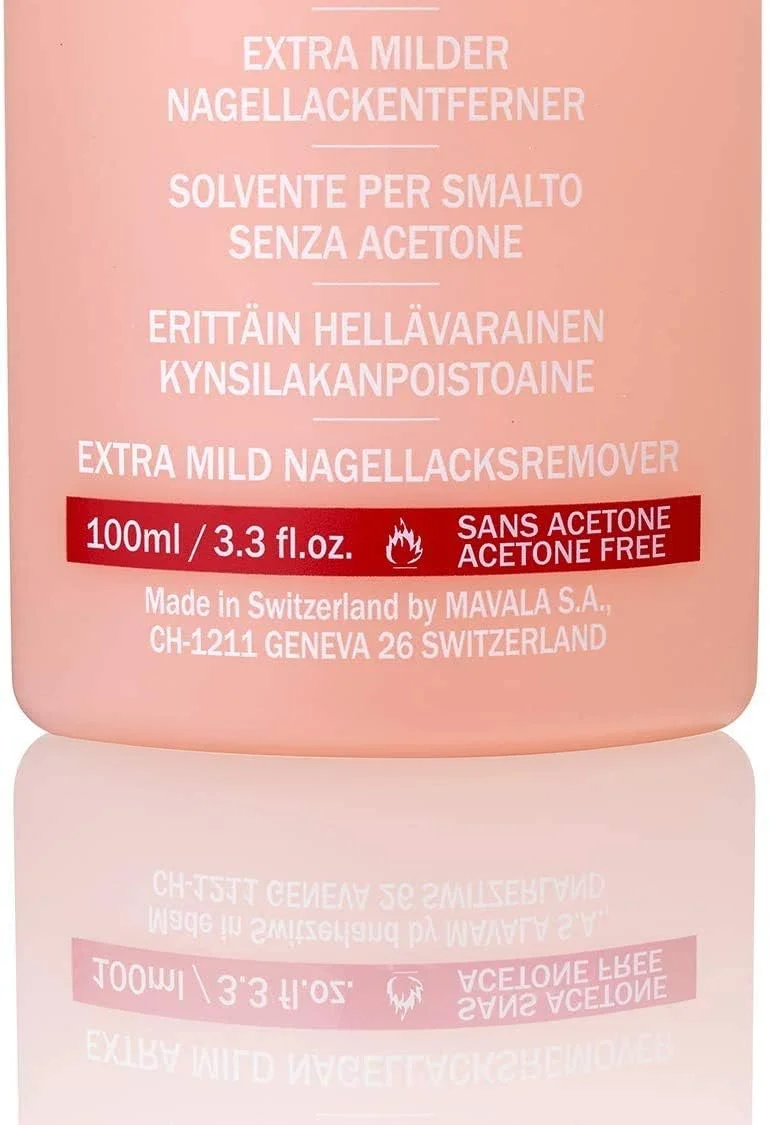 EXTRA MILDER
NAGELLACKENTFERNER
SOLVENTE PER SMALTO
SENZA ACETONE
ERITTÄIN HELLÄVARAINEN
KYNSILAKANPOISTOAINE
EXTRA MILD NAGELLACKSREMOVER
100ml / 3.3 fl.oz.
SANS ACETONE
ACETONE FREE
Made in Switzerland by MAVALA S.A.,
CH-1211 GENEVA 26 SWITZERLAND